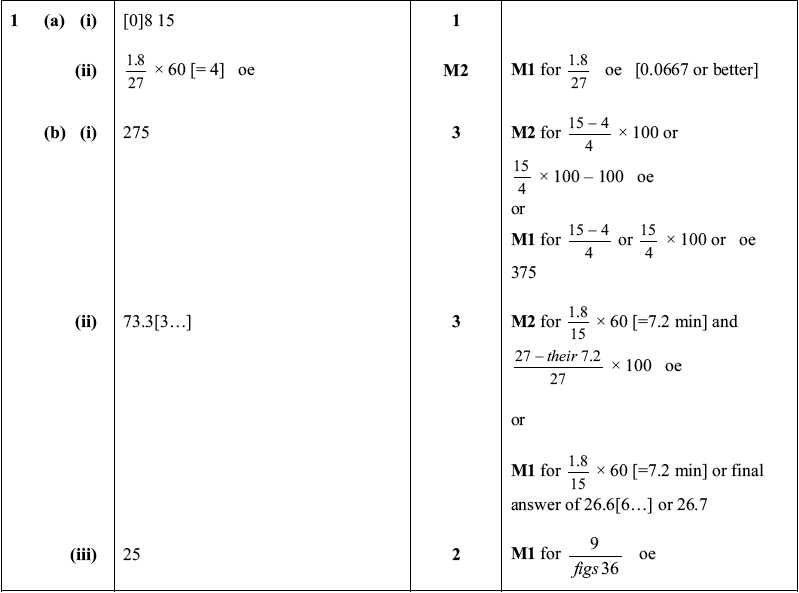 1 (a) (i) [0]8 15 1
(ii) 1.8/27 × 60 [= 4] oe M2 M1 for 1.8/27 oe [0.0667 or better]
(b) (i) 275 3 M2 for (15 – 4)/4 × 100 or
15/4 × 100 – 100 oe
or
M1 for (15 – 4)/4 or 15/4 × 100 or oe
375
(ii) 73.3[3…] 3 M2 for 1.8/15 × 60 [=7.2 min] and
(27 – their 7.2)/27 × 100 oe
or
M1 for 1.8/15 × 60 [=7.2 min] or final
answer of 26.6[6…] or 26.7
(iii) 25 2 M1 for 9/figs 36 oe